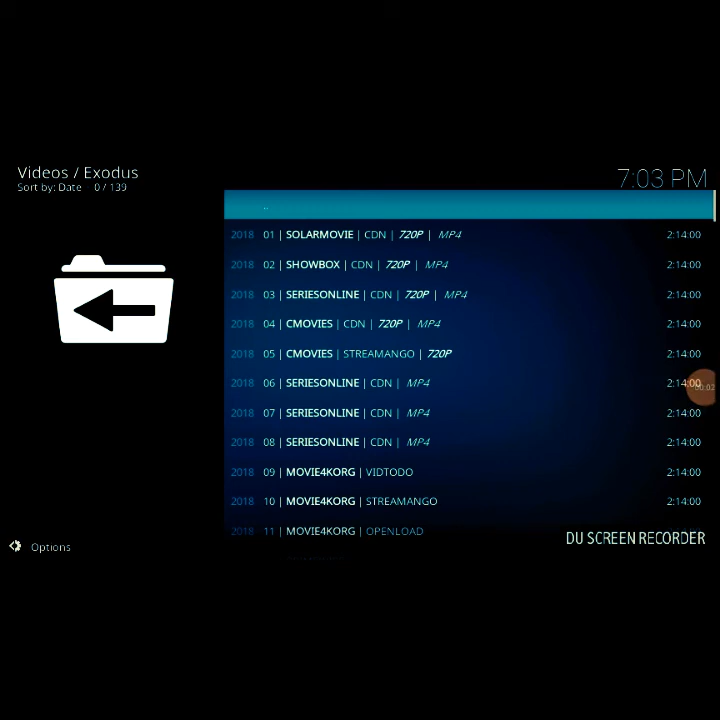 Videos / Exodus
Sort by: Date 0 / 139
7:03 PM
..
2018 01 | SOLARMOVIE | CDN | 720P | MP4 2:14:00
2018 02 | SHOWBOX | CDN | 720P | MP4 2:14:00
2018 03 | SERIESONLINE | CDN | 720P | MP4 2:14:00
2018 04 | CMOVIES | CDN | 720P | MP4 2:14:00
2018 05 | CMOVIES | STREAMANGO | 720P 2:14:00
2018 06 | SERIESONLINE | CDN | MP4 2:14:00
00:03
2018 07 | SERIESONLINE | CDN | MP4 2:14:00
2018 08 | SERIESONLINE | CDN | MP4 2:14:00
2018 09 | MOVIE4KORG | VIDTODO 2:14:00
2018 10 | MOVIE4KORG | STREAMANGO 2:14:00
2018 11 | MOVIE4KORG | OPENLOAD
DU SCREEN RECORDER
Options